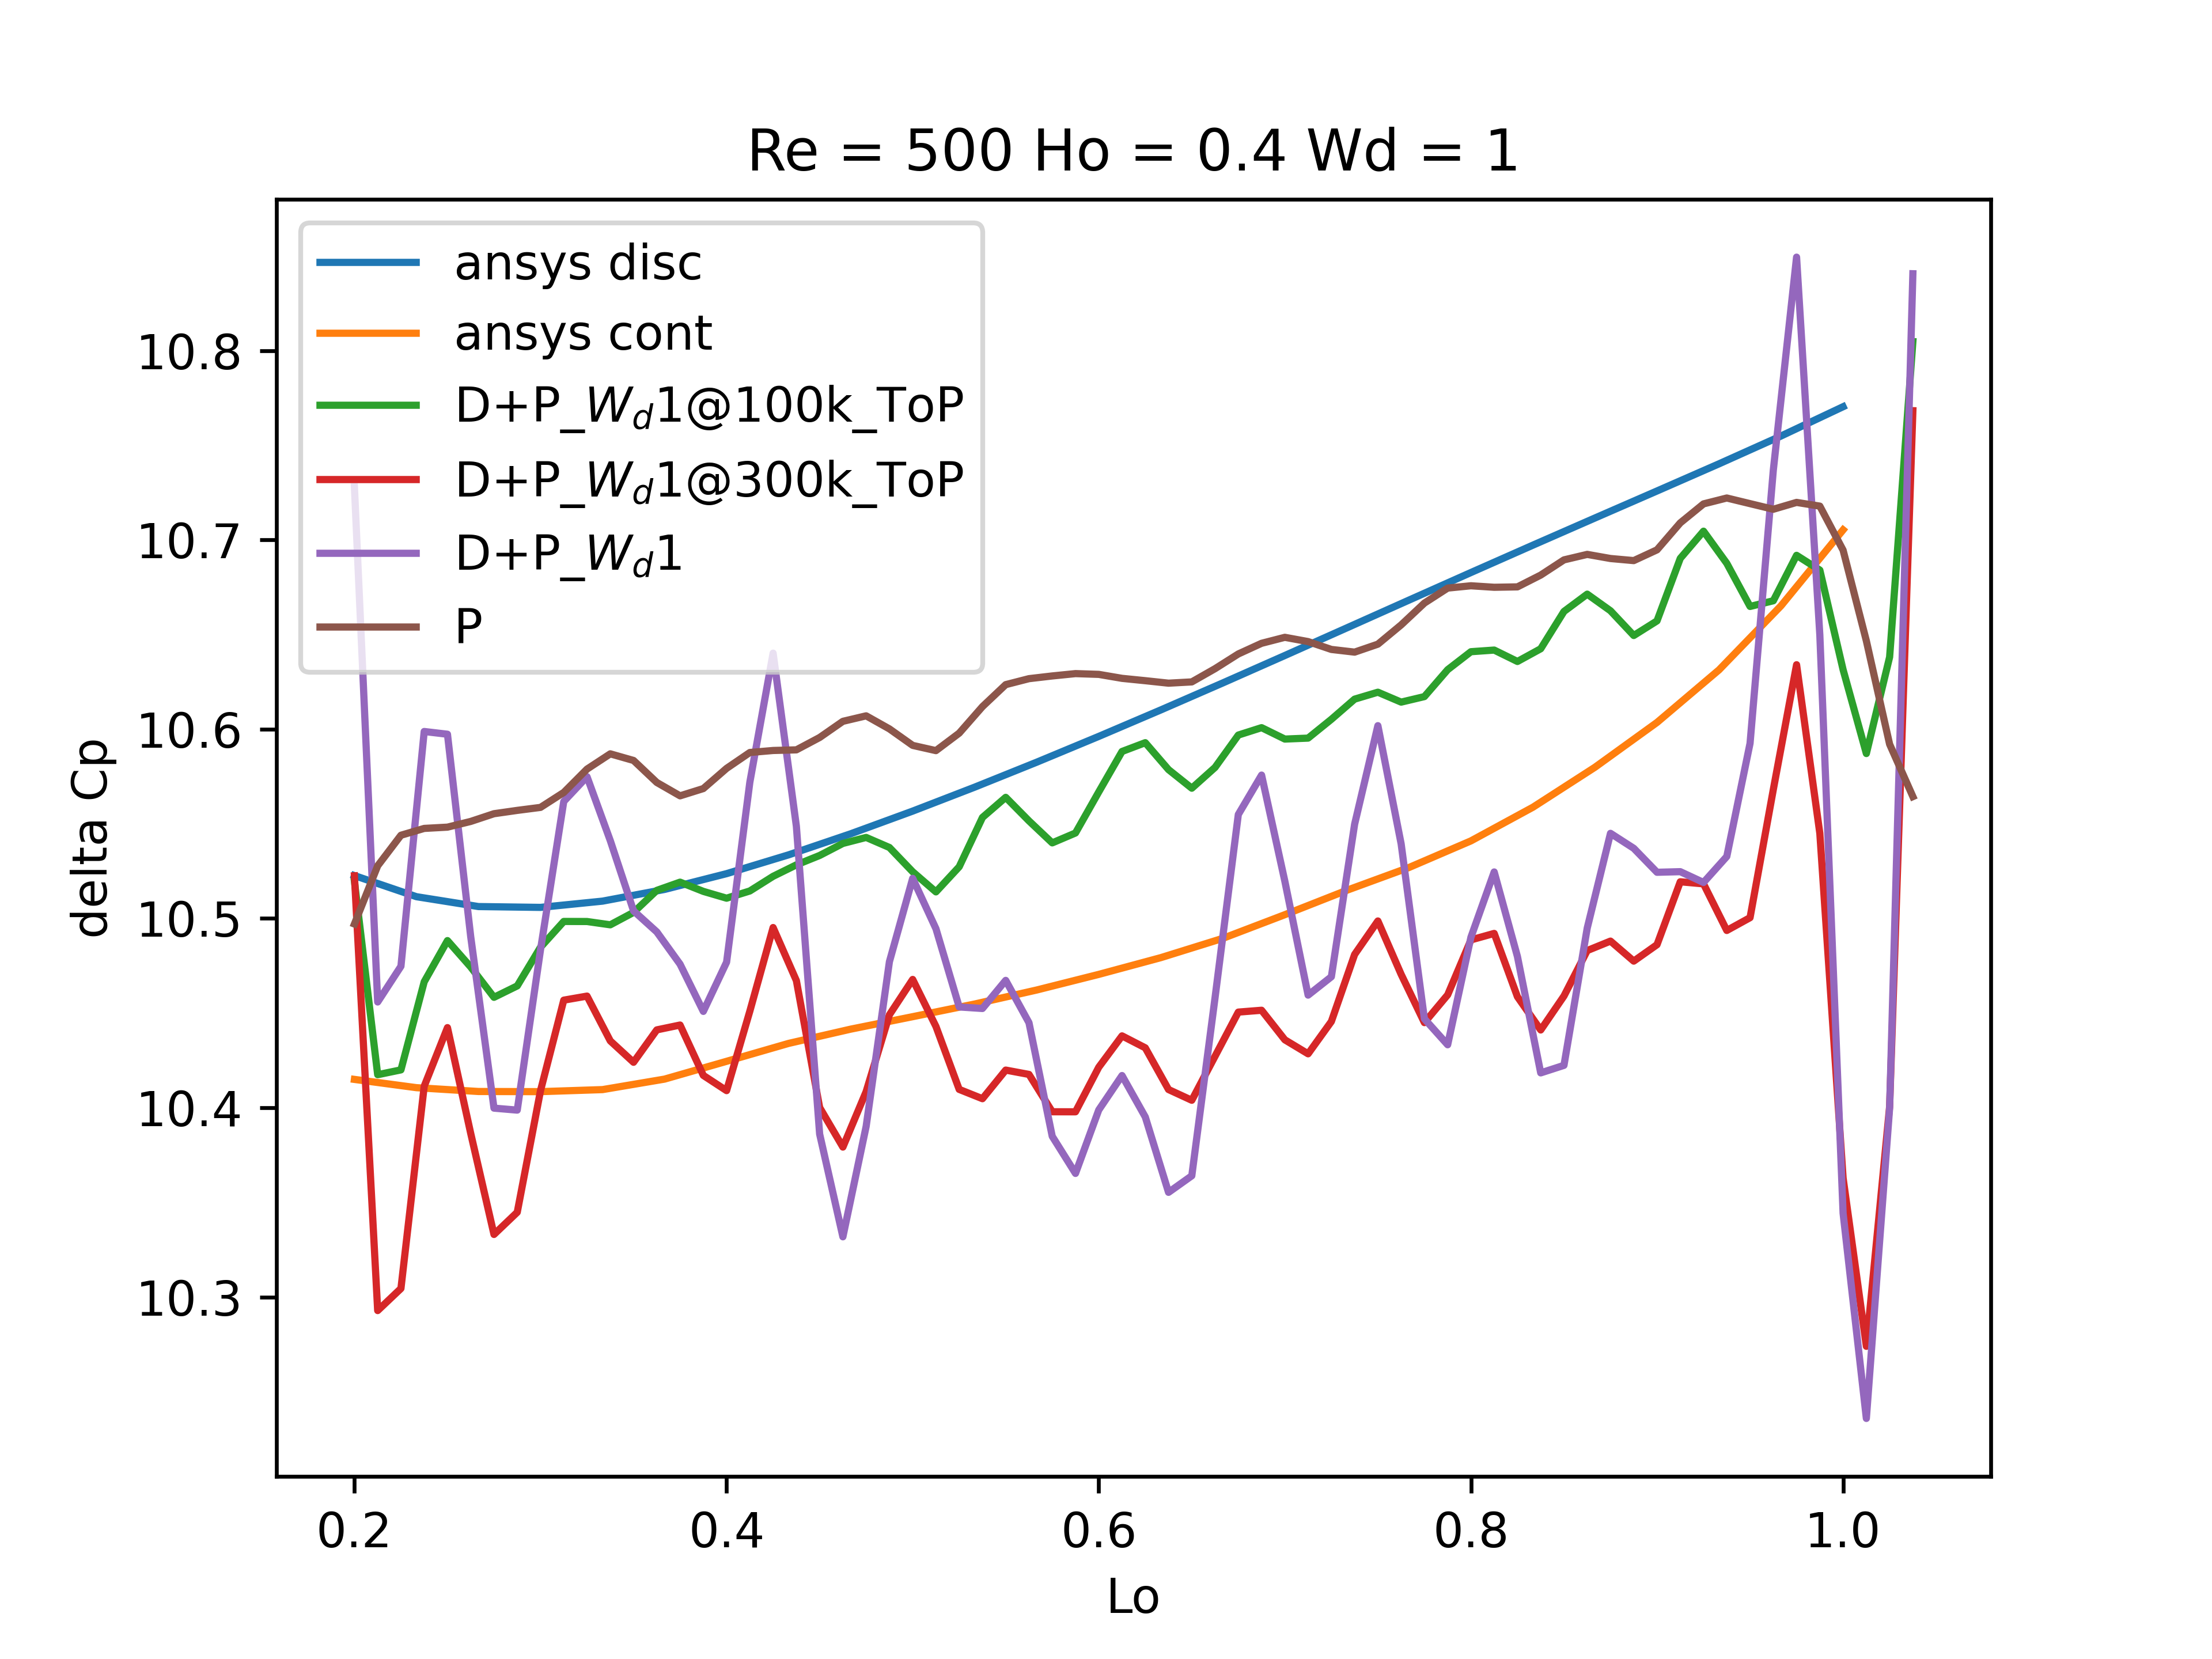 Re = 500 Ho = 0.4 Wd = 1
ansys disc
ansys cont
D+P_W_d1@100k_ToP
D+P_W_d1@300k_ToP
D+P_W_d1
P
delta Cp
10.8
10.7
10.6
10.5
10.4
10.3
0.2 0.4 0.6 0.8 1.0
Lo